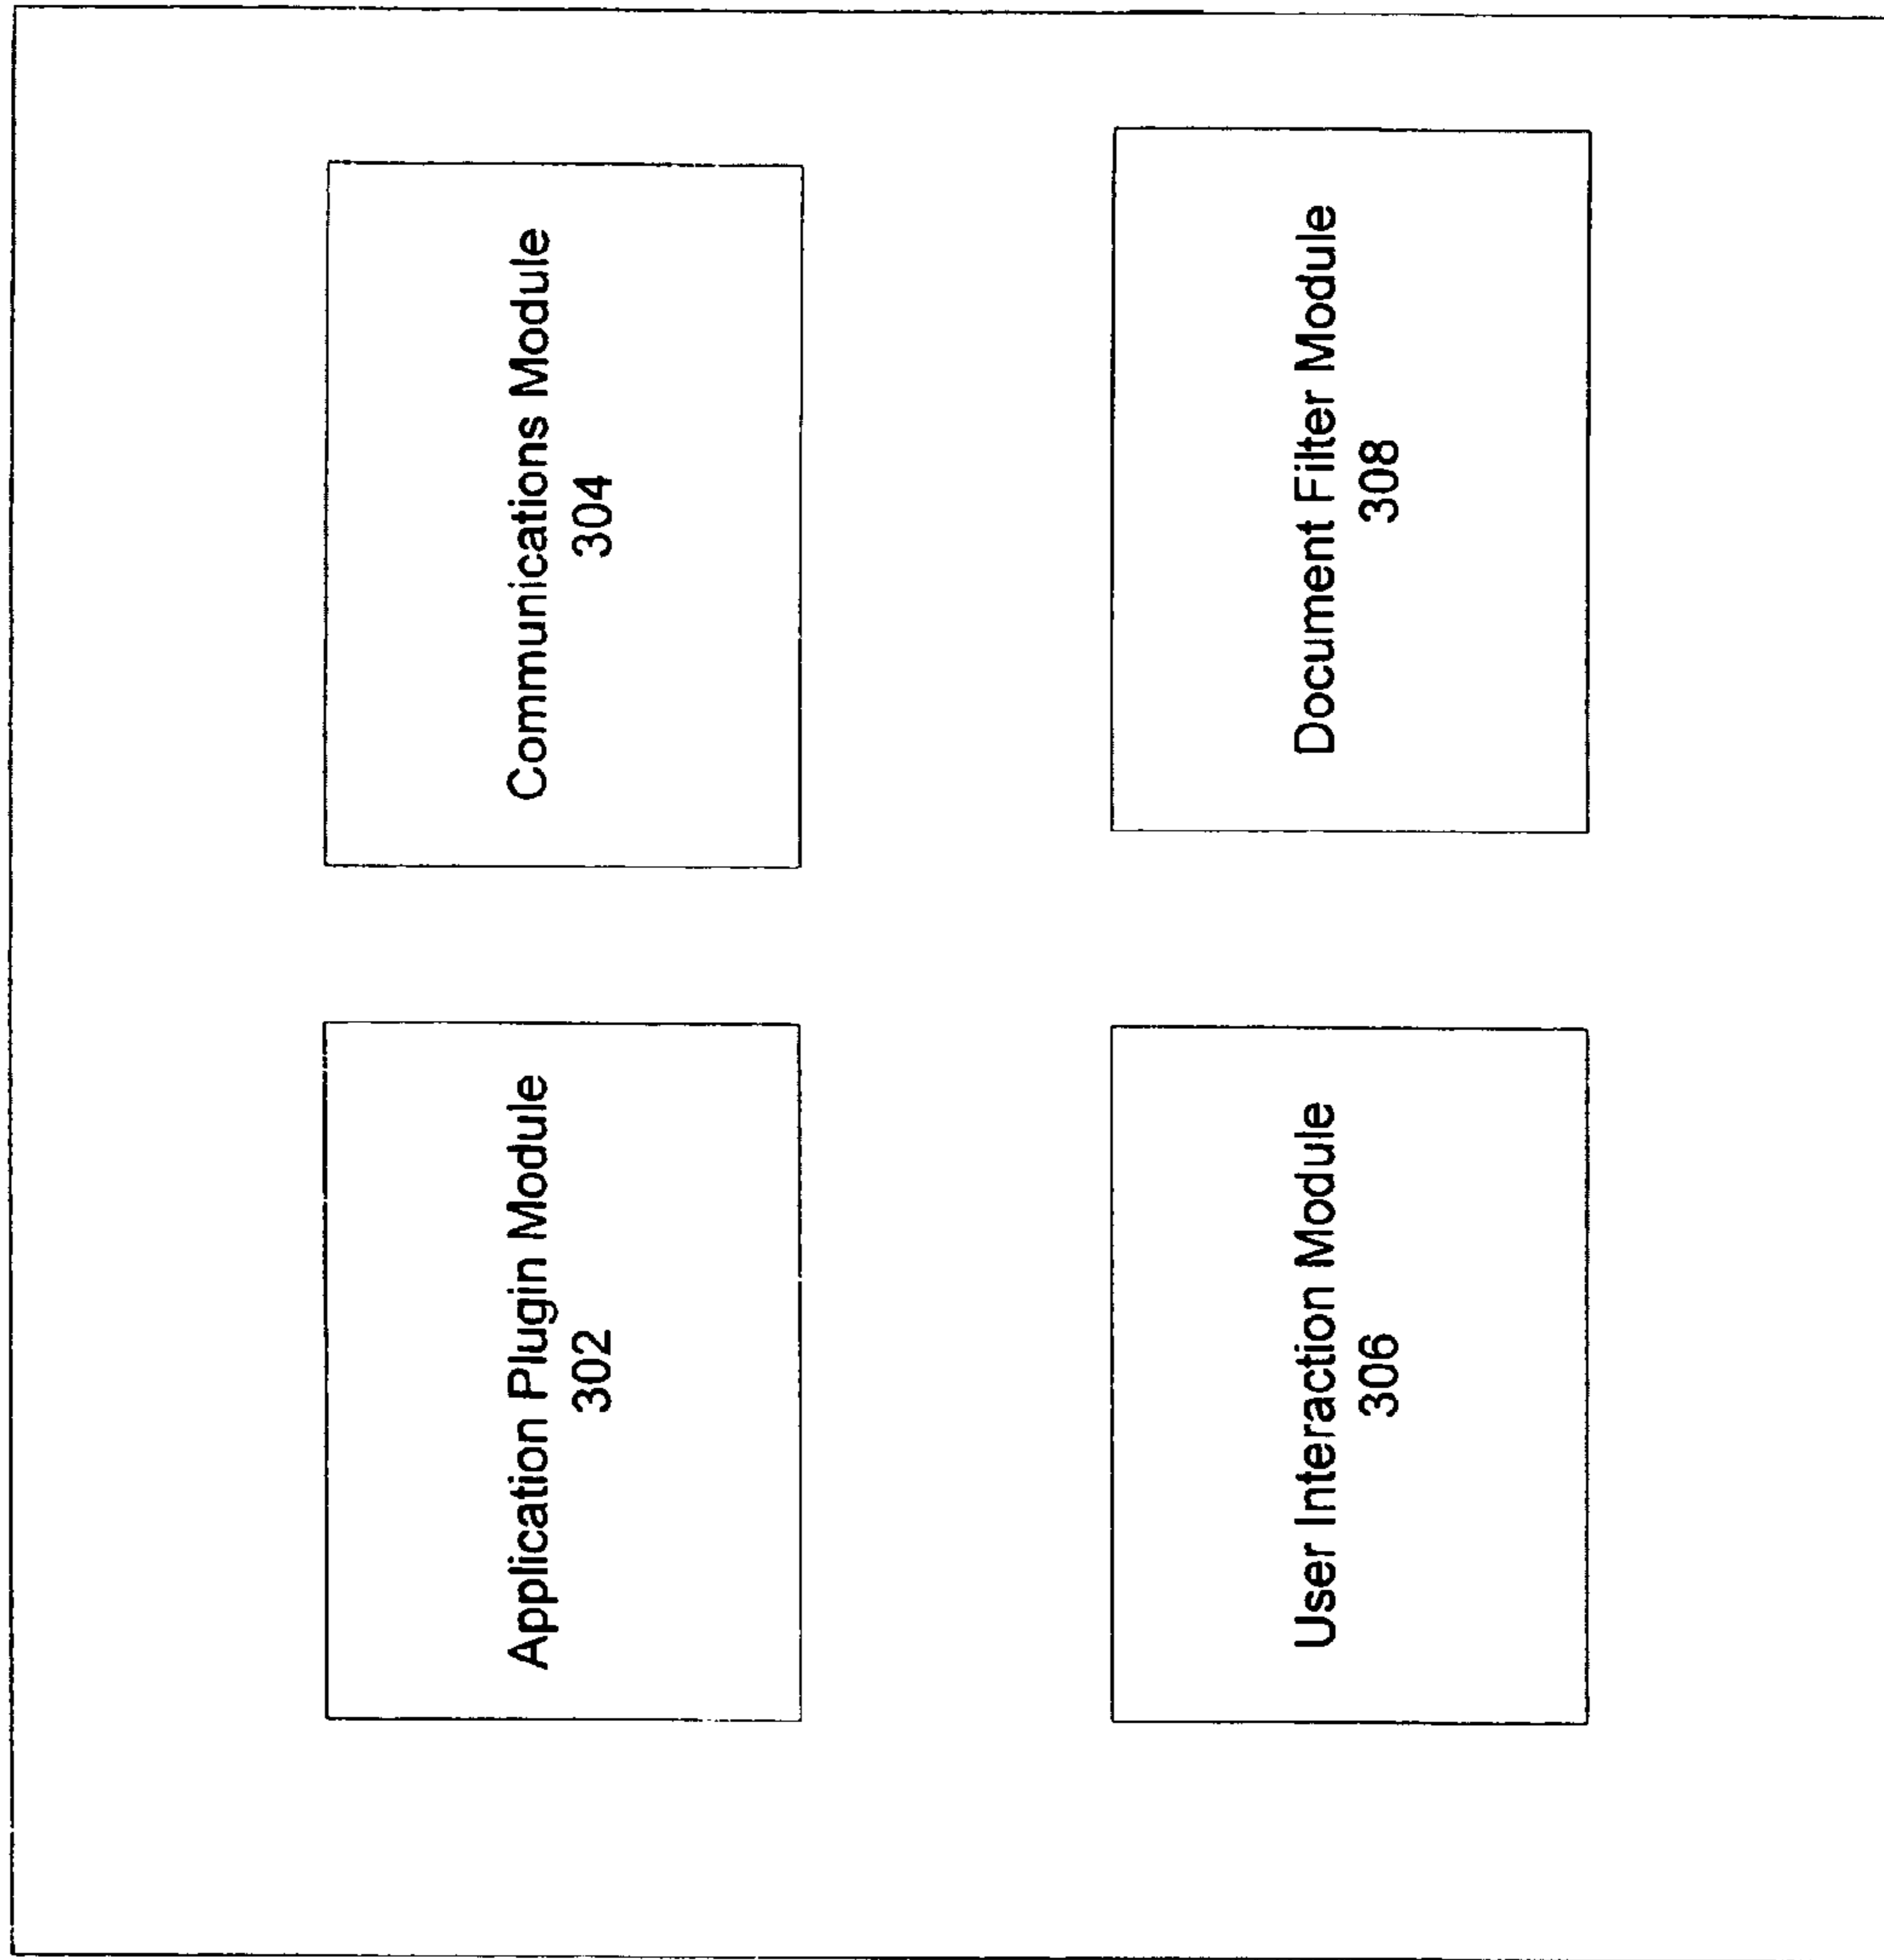 Application Plugin Module
302
Communications Module
304
User Interaction Module
306
Document Filter Module
308